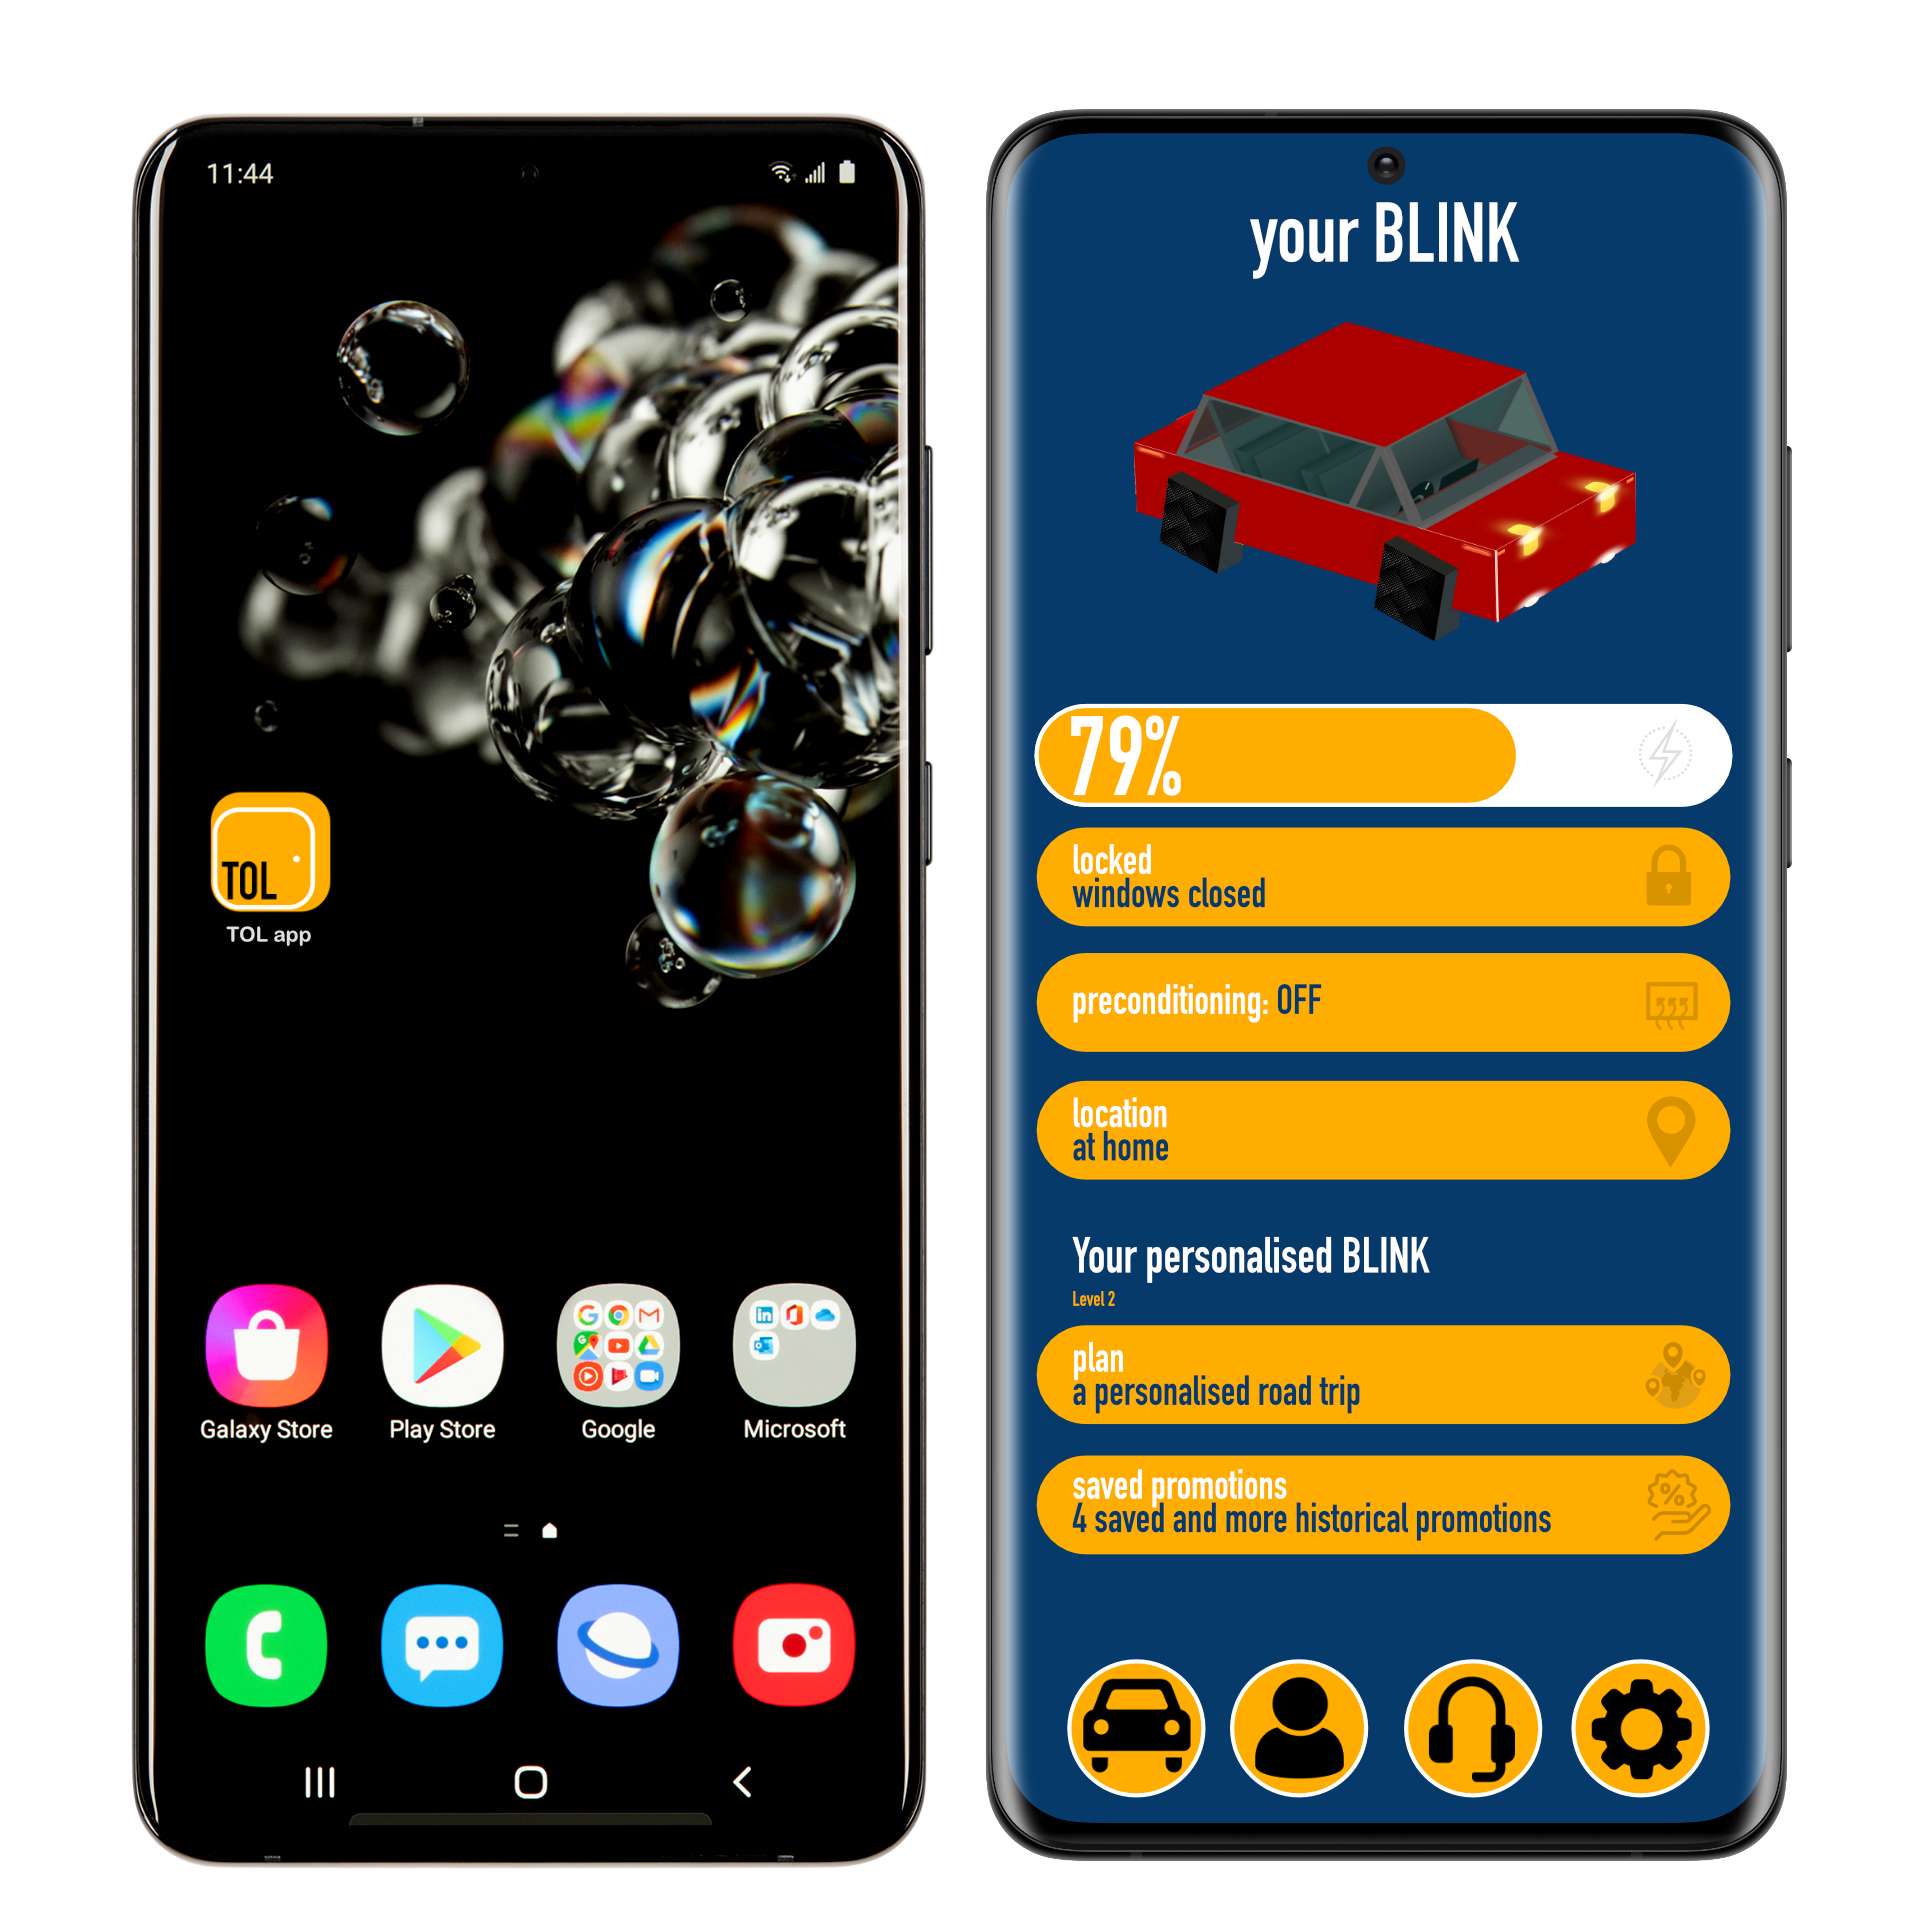 11:44
TOL
TOL app
Galaxy Store
Play Store
Google
Microsoft
your BLINK
79%
locked
windows closed
preconditioning: OFF
location
at home
Your personalised BLINK
Level 2
plan
a personalised road trip
saved promotions
4 saved and more historical promotions